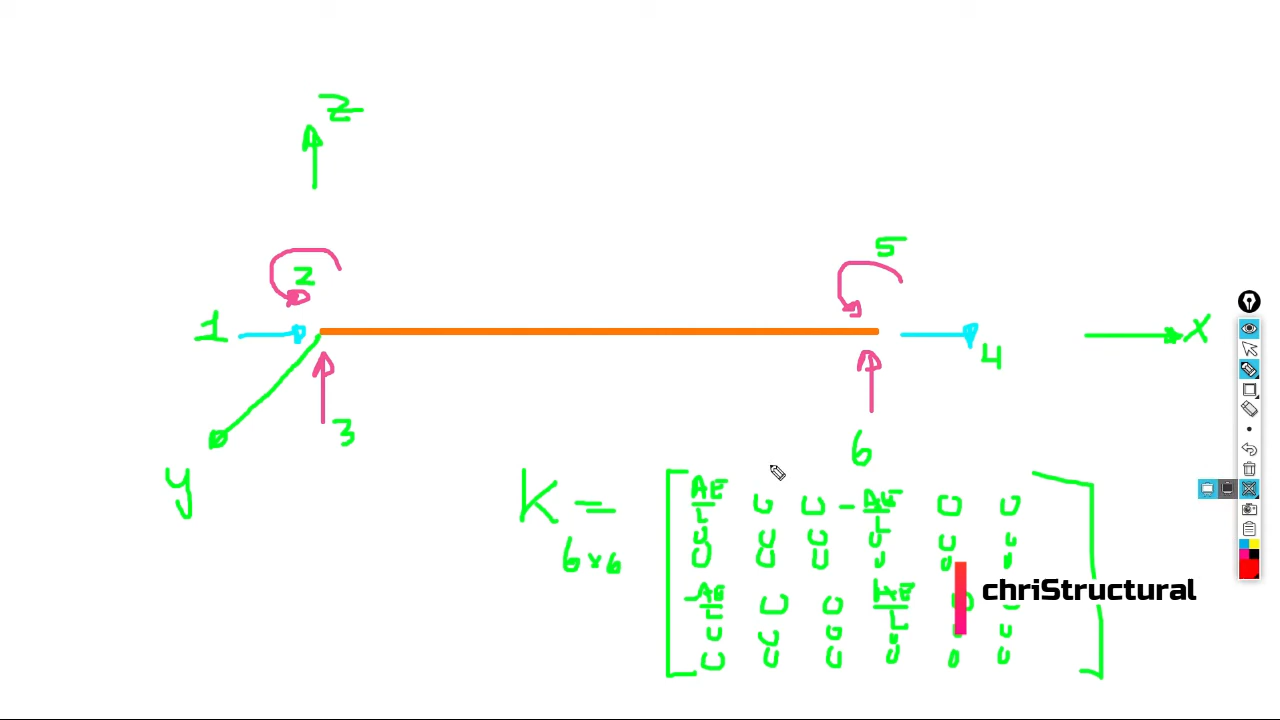 Z
5
2
1
X
4
3
6
y
K =
6x6
AE/L 0 0 -AE/L 0 0
0 0 0 0 0 0
0 0 0 0 0 0
-AE/L 0 0 AE/L 0
0 0 0 0 0
0 0 0 0 0 0
chriStructural